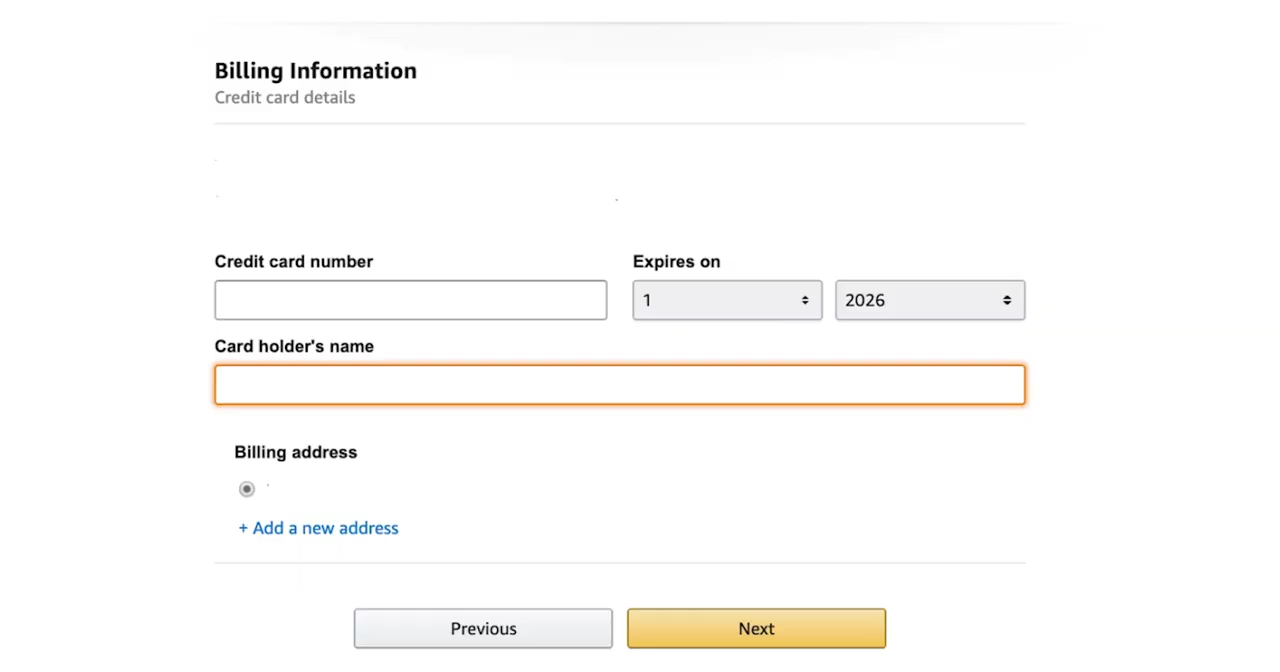 Billing Information
Credit card details
Credit card number
Expires on
1
2026
Card holder's name
Billing address
+ Add a new address
Previous
Next